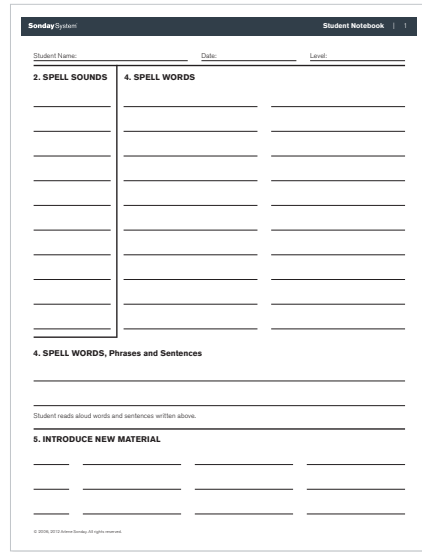 SondaySystem® Student Notebook | 1
Student Name: Date: Level:
2. SPELL SOUNDS 4. SPELL WORDS
4. SPELL WORDS, Phrases and Sentences
Student reads aloud words and sentences written above.
5. INTRODUCE NEW MATERIAL
© 2006, 2012 Arlene Sonday. All rights reserved.